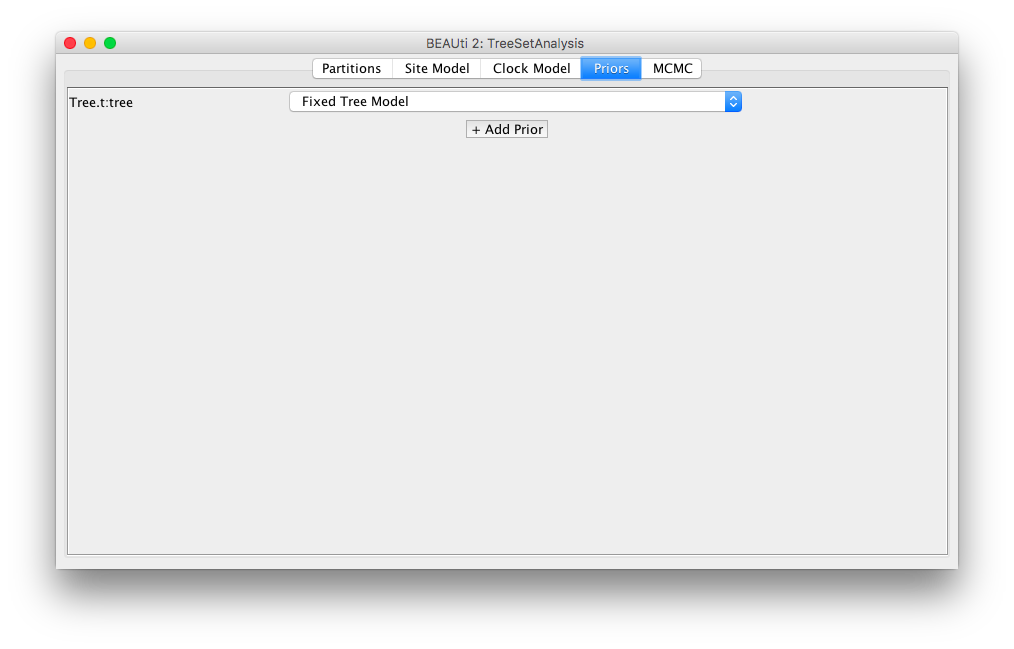 BEAUti 2: TreeSetAnalysis
Partitions Site Model Clock Model Priors MCMC
Tree.t:tree Fixed Tree Model
+ Add Prior